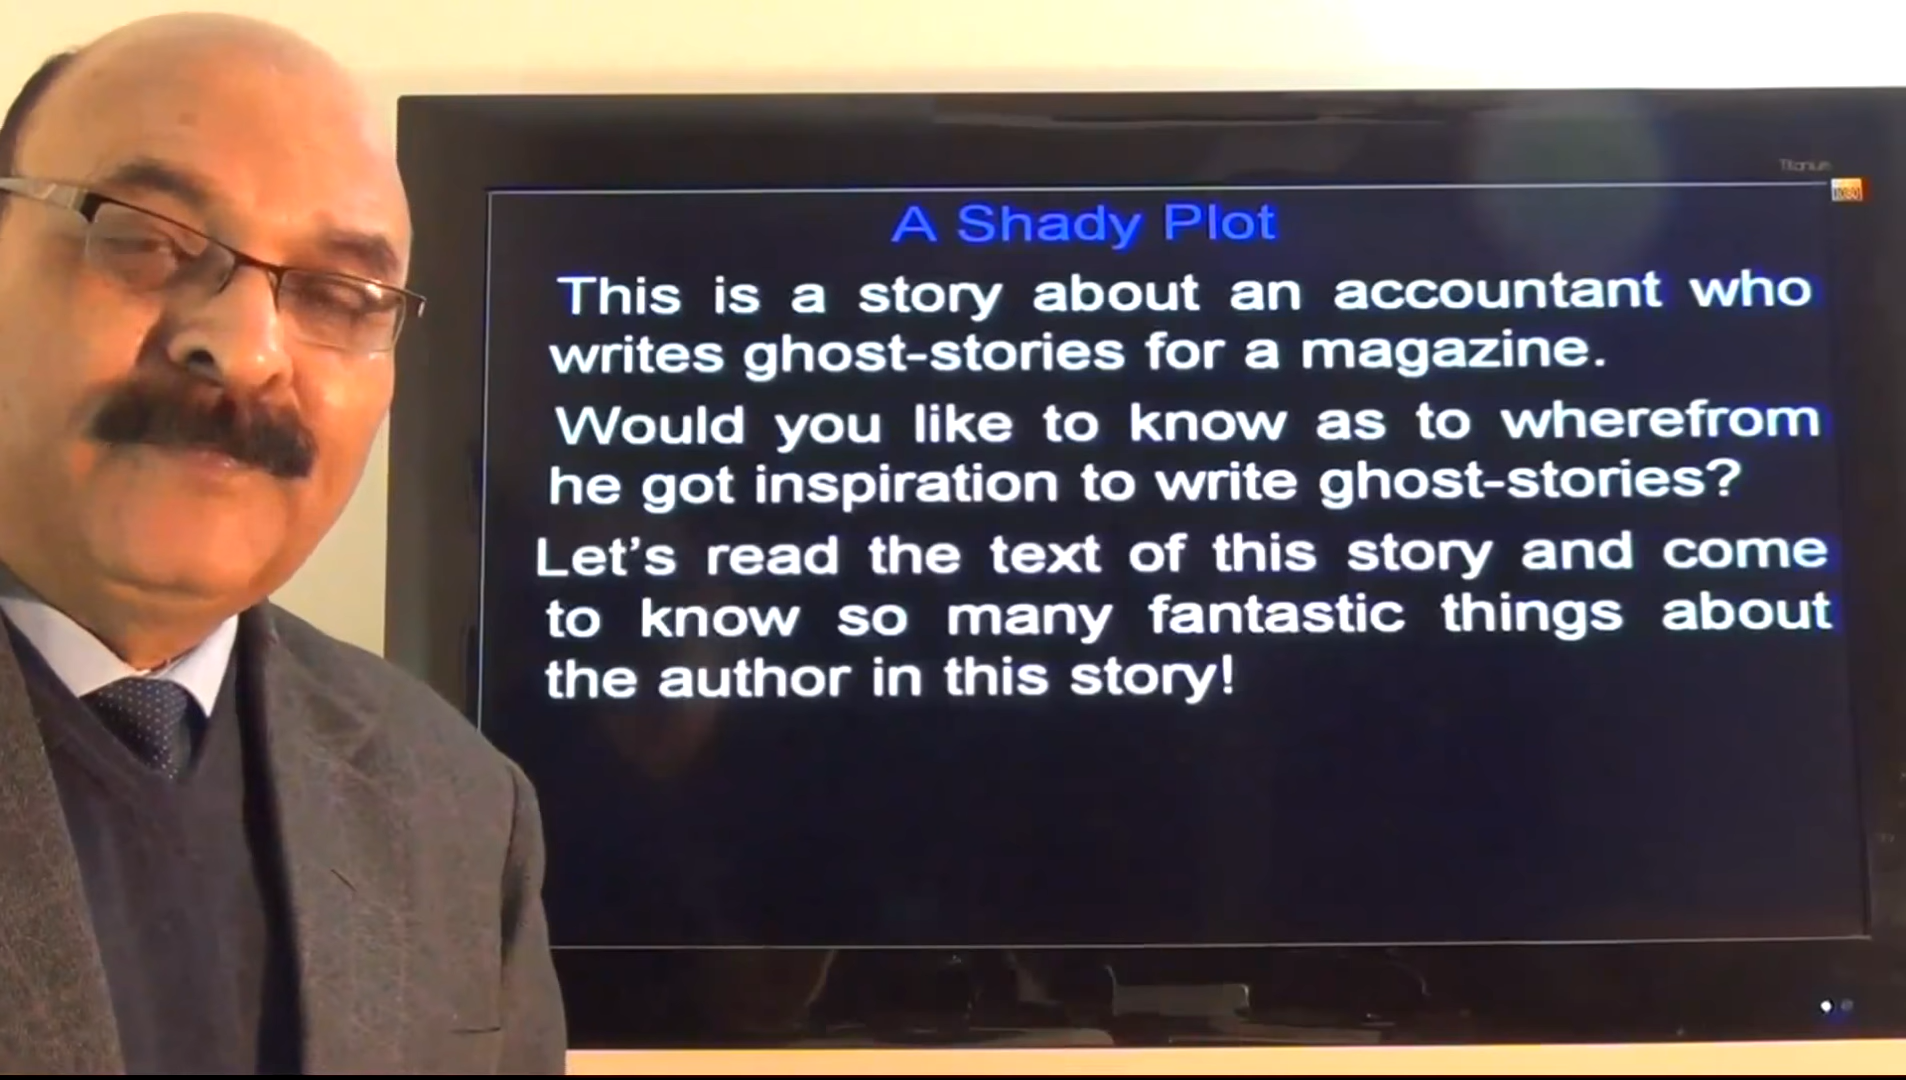 Titanium
1080
A Shady Plot
This is a story about an accountant who
writes ghost-stories for a magazine.
Would you like to know as to wherefrom
he got inspiration to write ghost-stories?
Let's read the text of this story and come
to know so many fantastic things about
the author in this story!